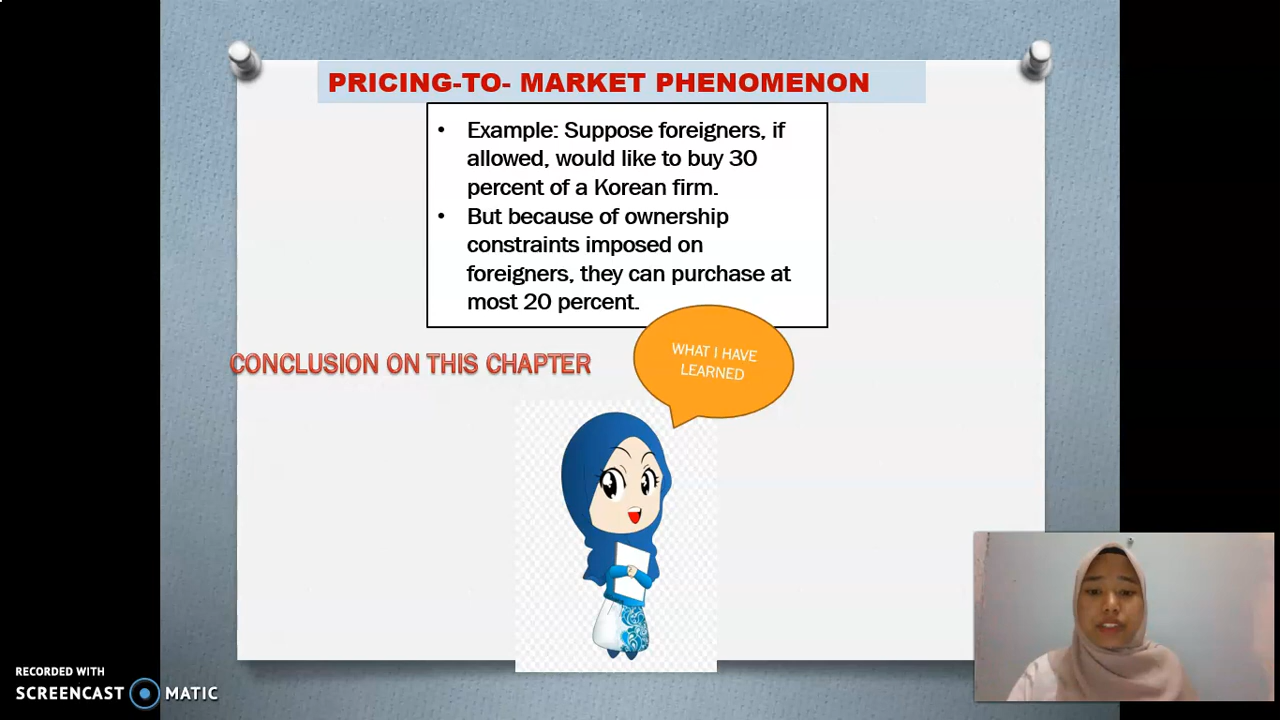 PRICING-TO- MARKET PHENOMENON
• Example: Suppose foreigners, if
allowed, would like to buy 30
percent of a Korean firm.
• But because of ownership
constraints imposed on
foreigners, they can purchase at
most 20 percent.
WHAT I HAVE
LEARNED
CONCLUSION ON THIS CHAPTER
RECORDED WITH
SCREENCAST MATIC